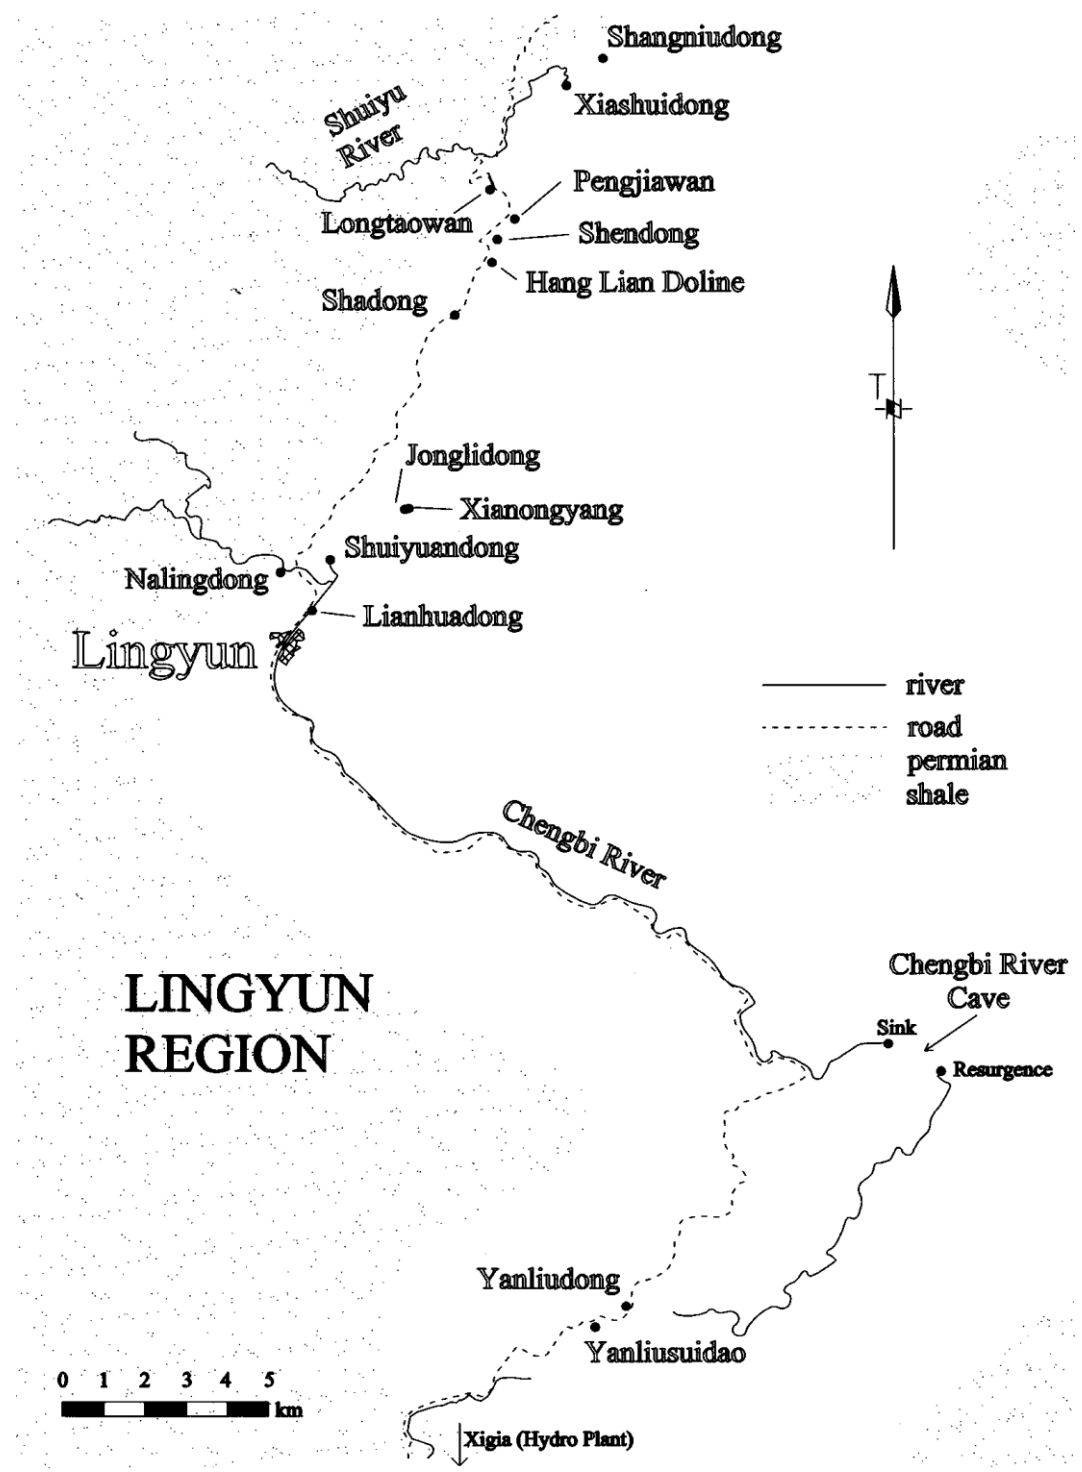 Shangniudong
Xiashuidong
Shuiyu
River
Pengjiawan
Longtaowan
Shendong
Hang Lian Doline
Shadong
T
Jonglidong
Xianongyang
Shuiyuandong
Nalingdong
Lianhuadong
Lingyun
river
road
permian
shale
Chengbi River
LINGYUN
REGION
Chengbi River
Cave
Sink
Resurgence
Yanliudong
Yanliusuidao
0 1 2 3 4 5
km
Xigia (Hydro Plant)